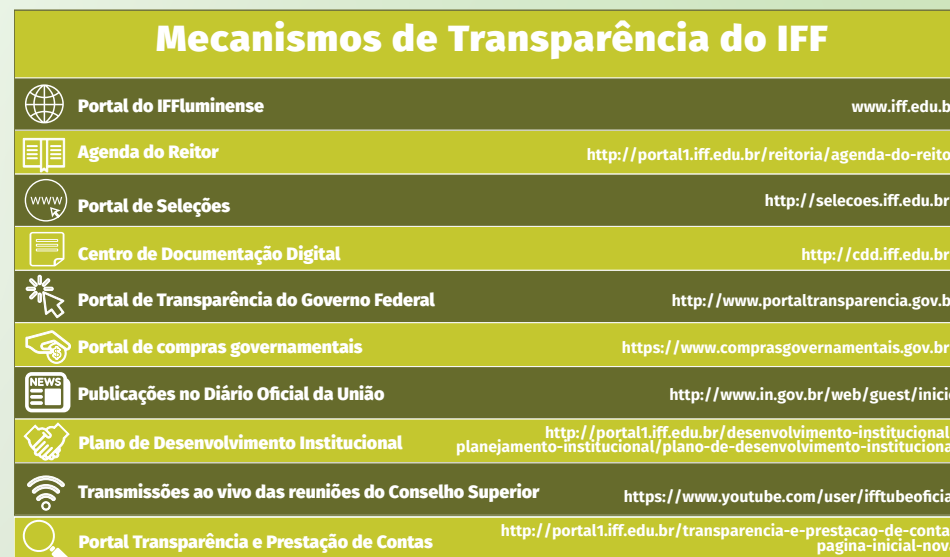 Mecanismos de Transparência do IFF
Portal do IFFluminense www.iff.edu.b
Agenda do Reitor http://portal1.iff.edu.br/reitoria/agenda-do-reito
www
Portal de Seleções http://selecoes.iff.edu.br
Centro de Documentação Digital http://cdd.iff.edu.br
Portal de Transparência do Governo Federal http://www.portaltransparencia.gov.b
Portal de compras governamentais https://www.comprasgovernamentais.gov.br
NEWS
Publicações no Diário Oficial da União http://www.in.gov.br/web/guest/inici
Plano de Desenvolvimento Institucional http://portal1.iff.edu.br/desenvolvimento-institucional
planejamento-institucional/plano-de-desenvolvimento-instituciona
Transmissões ao vivo das reuniões do Conselho Superior https://www.youtube.com/user/ifftubeoficia
Portal Transparência e Prestação de Contas http://portal1.iff.edu.br/transparencia-e-prestacao-de-conta
pagina-inicial-nov